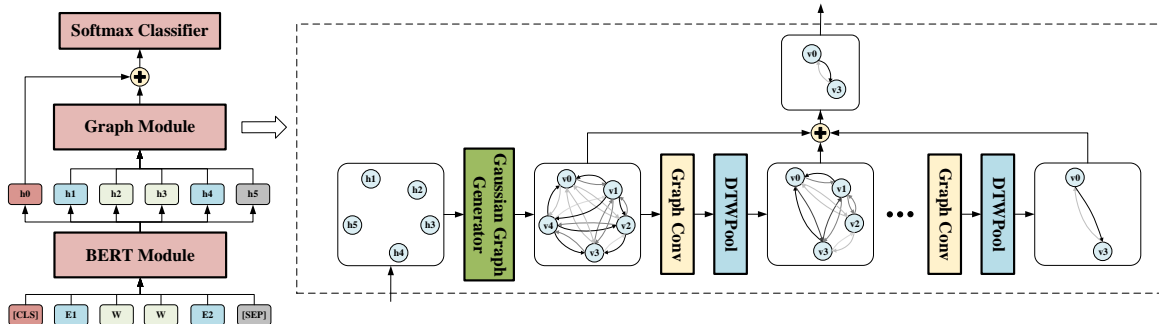 Softmax Classifier
Graph Module
h0 h1 h2 h3 h4 h5
BERT Module
[CLS] E1 W W E2 [SEP]
h1
h2
h5
h3
h4
Gaussian Graph
Generator
v0
v1
v4
v2
v3
Graph Conv
DTWPool
v0
v1
v2
v3
Graph Conv
DTWPool
v0
v3
v0
v3